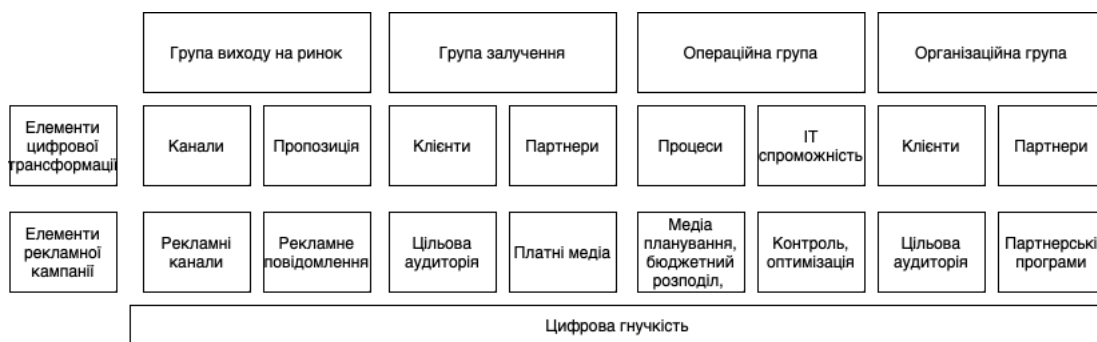 Група виходу на ринок
Група залучення
Операційна група
Організаційна група
Елементи
цифрової
трансформації
Канали
Пропозиція
Клієнти
Партнери
Процеси
ІТ
спроможність
Клієнти
Партнери
Елементи
рекламної
кампанії
Рекламні
канали
Рекламне
повідомлення
Цільова
аудиторія
Платні медіа
Медіа
планування,
бюджетний
розподіл,
Контроль,
оптимізація
Цільова
аудиторія
Партнерські
програми
Цифрова гнучкість